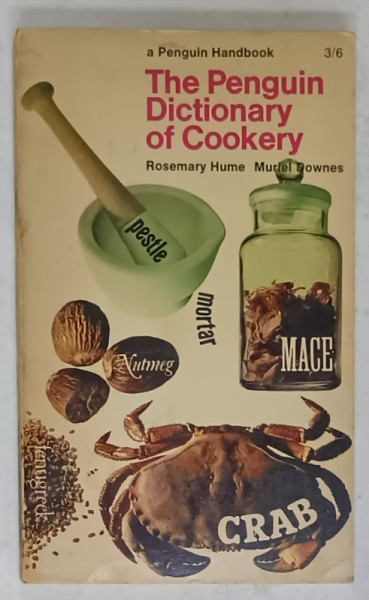 a Penguin Handbook 3/6
The Penguin
Dictionary
of Cookery
Rosemary Hume Muriel Downes
pestle
mortar
Nutmeg
MACE
fenugreek
CRAB